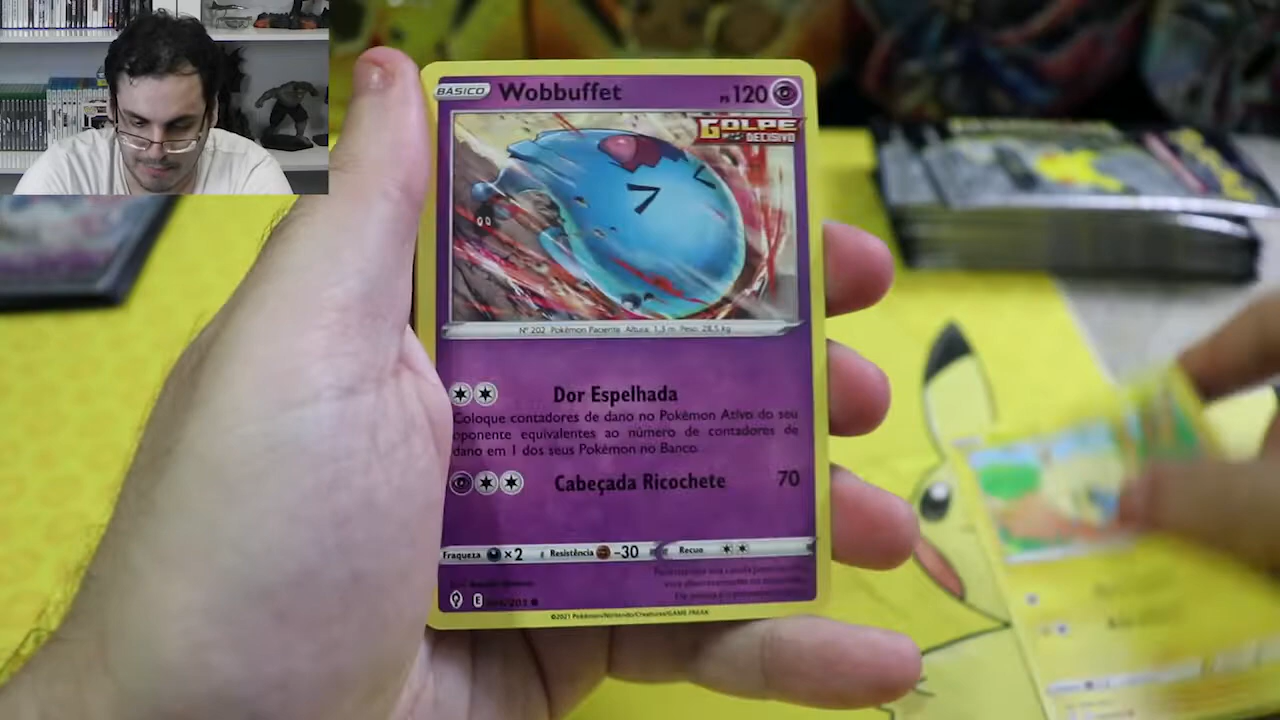 BÁSICO Wobbuffet PS 120
GOLPE
DECISIVO
Nº 202 Pokémon Paciente Altura: 1,3 m Peso: 28,5 kg
Dor Espelhada
Coloque contadores de dano no Pokémon Ativo do seu
oponente equivalentes ao número de contadores de
dano em 1 dos seus Pokémon no Banco.
Cabeçada Ricochete 70
Fraqueza ×2 Resistência -30 Recuo
E /203
©2021 Pokémon/Nintendo/Creatures/GAME FREAK